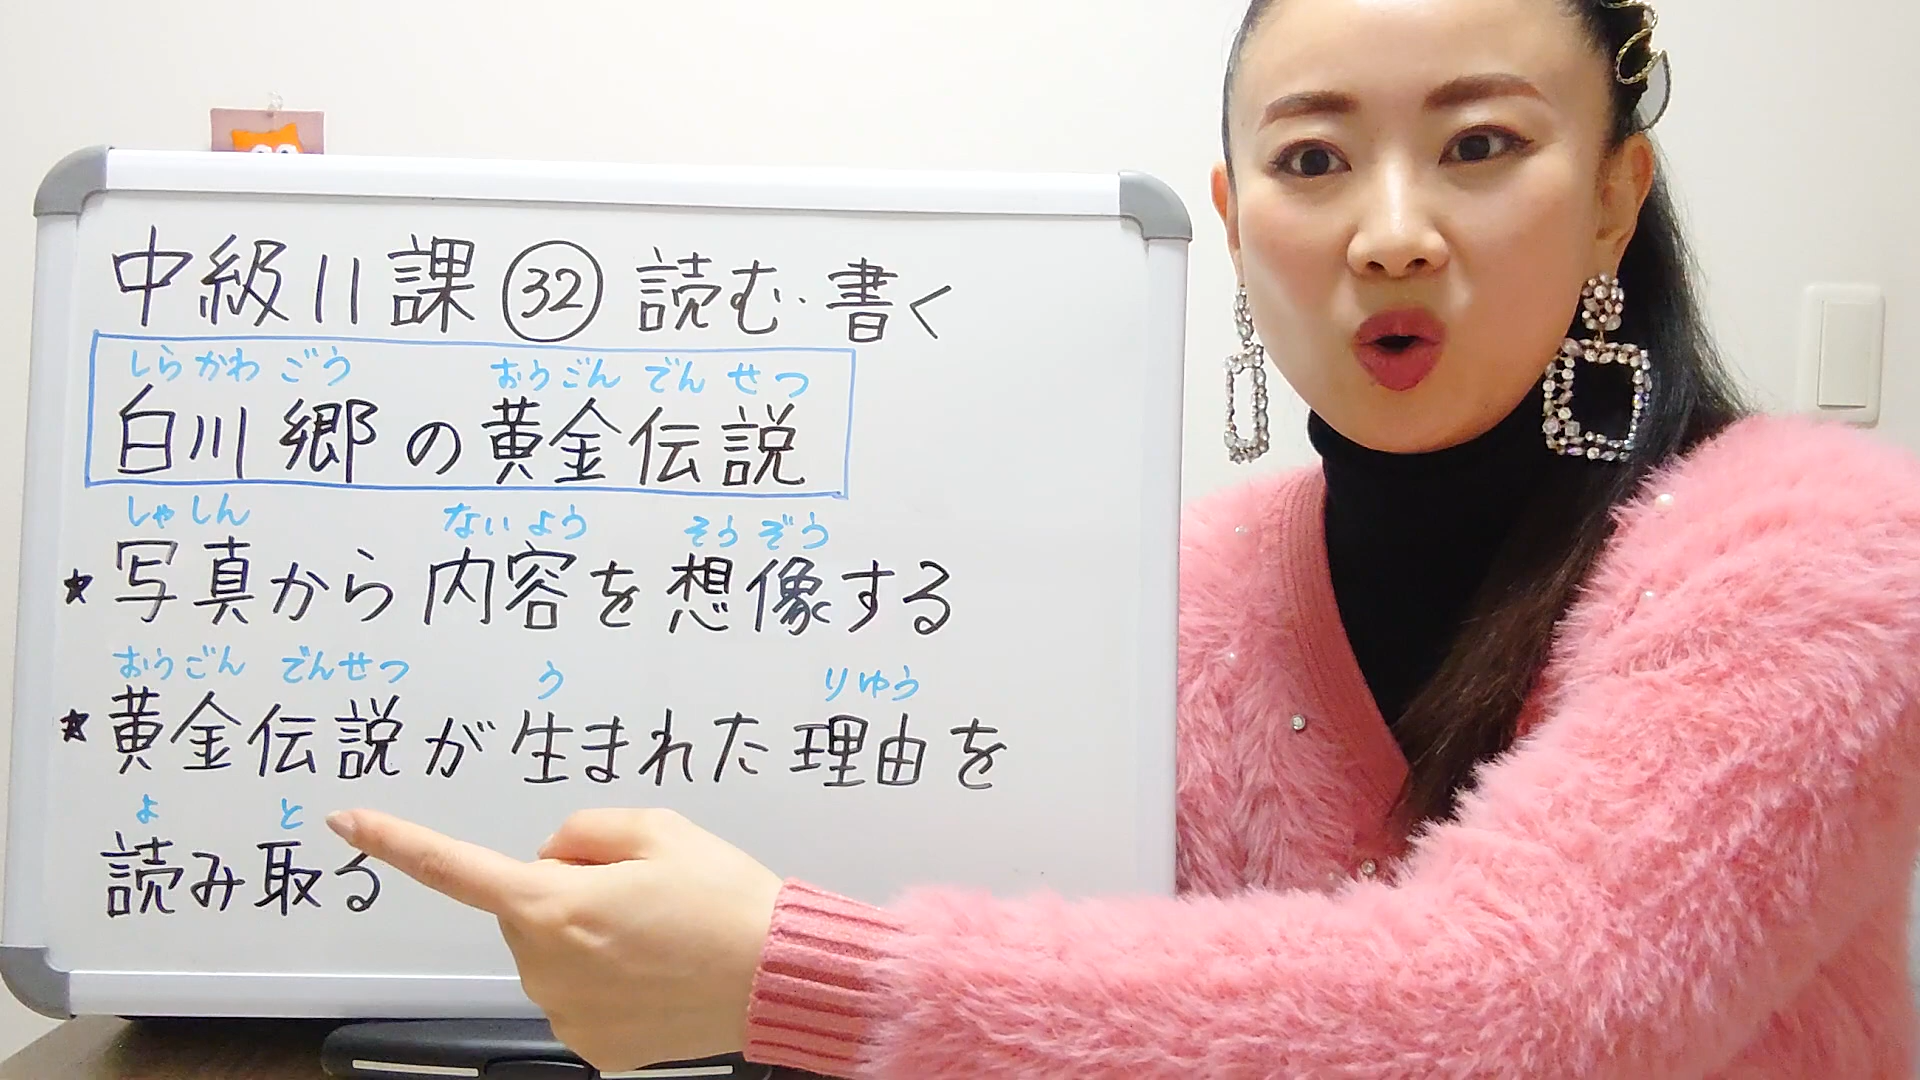 中級11課 ㉜ 読む・書く
しらかわごう おうごんでんせつ
白川郷の黄金伝説
しゃしん ないよう そうぞう
★写真から内容を想像する
おうごん でんせつ う りゆう
★黄金伝説が生まれた理由を
よ と
読み取る